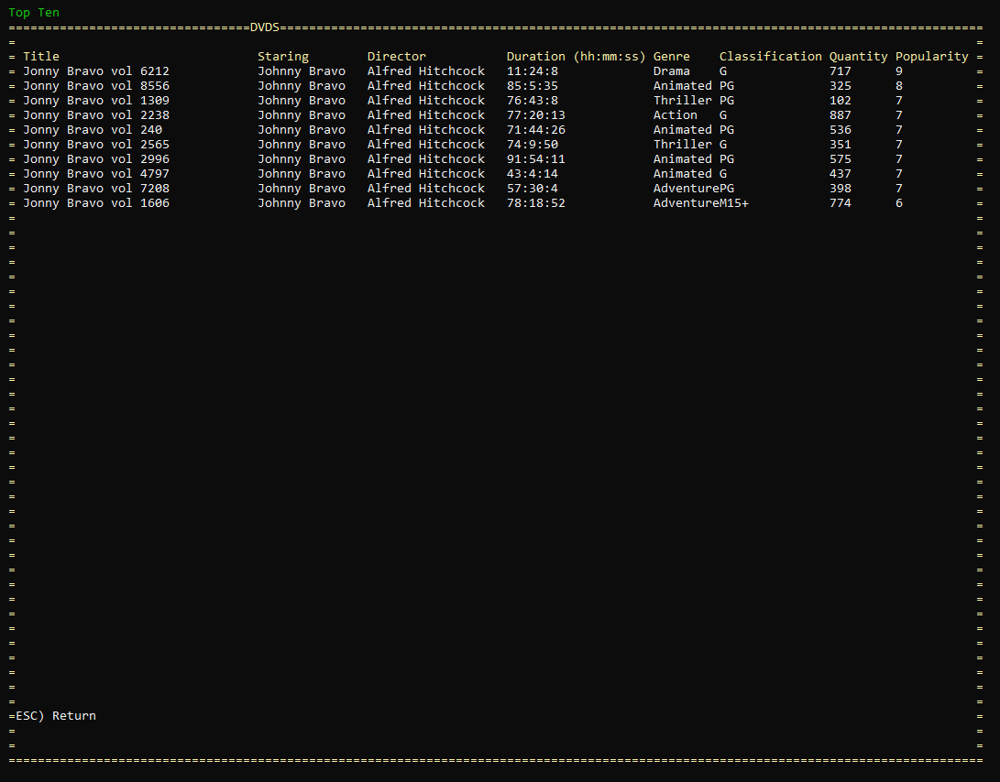 Top Ten
=================================DVDS================================================================================================
= =
= Title Staring Director Duration (hh:mm:ss) Genre Classification Quantity Popularity =
= Jonny Bravo vol 6212 Johnny Bravo Alfred Hitchcock 11:24:8 Drama G 717 9 =
= Jonny Bravo vol 8556 Johnny Bravo Alfred Hitchcock 85:5:35 Animated PG 325 8 =
= Jonny Bravo vol 1309 Johnny Bravo Alfred Hitchcock 76:43:8 Thriller PG 102 7 =
= Jonny Bravo vol 2238 Johnny Bravo Alfred Hitchcock 77:20:13 Action G 887 7 =
= Jonny Bravo vol 240 Johnny Bravo Alfred Hitchcock 71:44:26 Animated PG 536 7 =
= Jonny Bravo vol 2565 Johnny Bravo Alfred Hitchcock 74:9:50 Thriller G 351 7 =
= Jonny Bravo vol 2996 Johnny Bravo Alfred Hitchcock 91:54:11 Animated PG 575 7 =
= Jonny Bravo vol 4797 Johnny Bravo Alfred Hitchcock 43:4:14 Animated G 437 7 =
= Jonny Bravo vol 7208 Johnny Bravo Alfred Hitchcock 57:30:4 AdventurePG 398 7 =
= Jonny Bravo vol 1606 Johnny Bravo Alfred Hitchcock 78:18:52 AdventureM15+ 774 6 =
=ESC) Return =